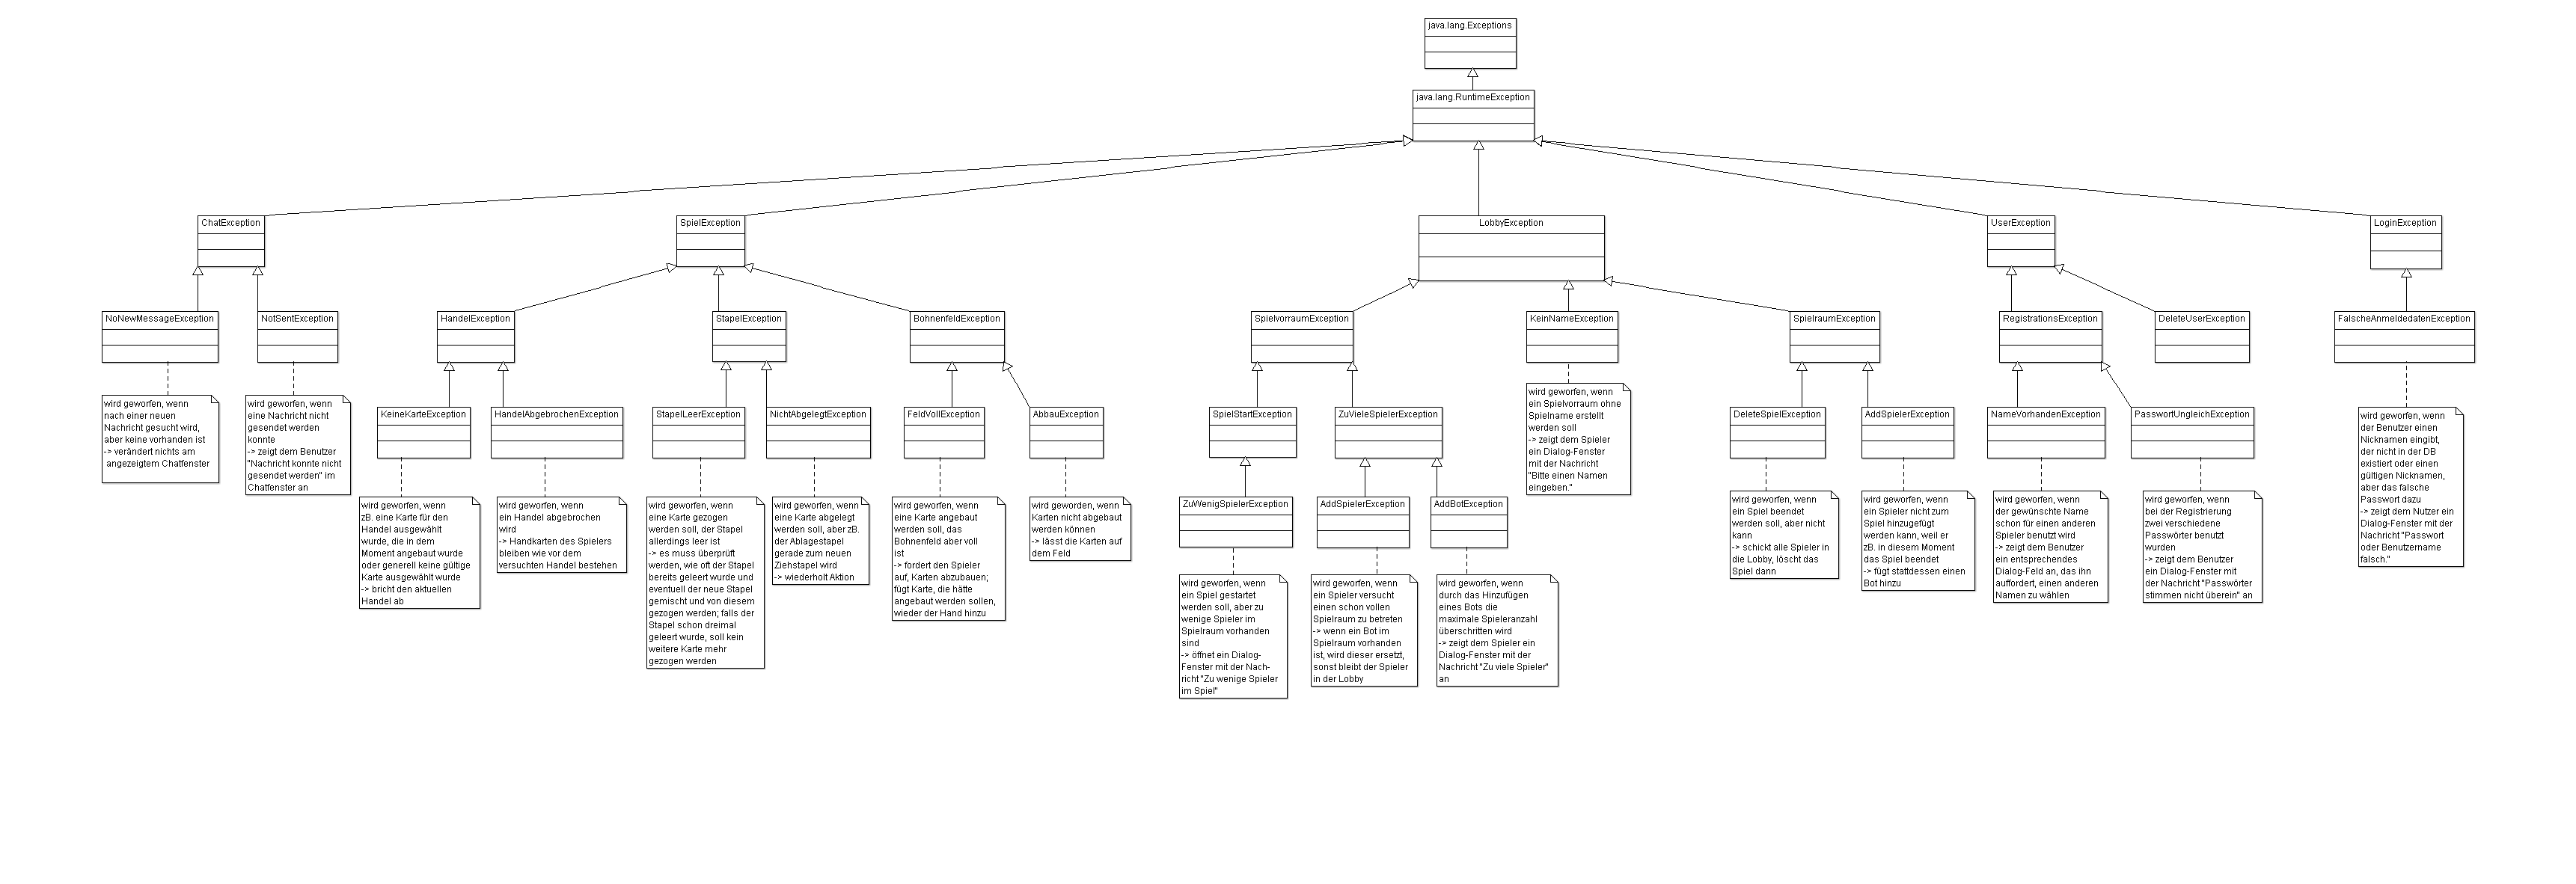 java.lang.Exceptions
java.lang.RuntimeException
ChatException
SpielException
LobbyException
UserException
LoginException
NoNewMessageException
NotSentException
HandelException
StapelException
BohnenfeldException
SpielvorraumException
KeinNameException
SpielraumException
RegistrationsException
DeleteUserException
FalscheAnmeldedatenException
wird geworfen, wenn
nach einer neuen
Nachricht gesucht wird,
aber keine vorhanden ist
-> verändert nichts am
angezeigtem Chatfenster
wird geworfen, wenn
eine Nachricht nicht
gesendet werden
konnte
-> zeigt dem Benutzer
"Nachricht konnte nicht
gesendet werden" im
Chatfenster an
KeineKarteException
HandelAbgebrochenException
StapelLeerException
NichtAbgelegtException
FeldVollException
AbbauException
SpielStartException
ZuVieleSpielerException
wird geworfen, wenn
ein Spielvorraum ohne
Spielname erstellt
werden soll
-> zeigt dem Spieler
ein Dialog-Fenster
mit der Nachricht
"Bitte einen Namen
eingeben."
DeleteSpielException
AddSpielerException
NameVorhandenException
PasswortUngleichException
wird geworfen, wenn
der Benutzer einen
Nicknamen eingibt,
der nicht in der DB
existiert oder einen
gültigen Nicknamen,
aber das falsche
Passwort dazu
-> zeigt dem Nutzer ein
Dialog-Fenster mit der
Nachricht "Passwort
oder Benutzername
falsch."
wird geworfen, wenn
zB. eine Karte für den
Handel ausgewählt
wurde, die in dem
Moment angebaut wurde
oder generell keine gültige
Karte ausgewählt wurde
-> bricht den aktuellen
Handel ab
wird geworfen, wenn
ein Handel abgebrochen
wird
-> Handkarten des Spielers
bleiben wie vor dem
versuchten Handel bestehen
wird geworfen, wenn
eine Karte gezogen
werden soll, der Stapel
allerdings leer ist
-> es muss überprüft
werden, wie oft der Stapel
bereits geleert wurde und
eventuell der neue Stapel
gemischt und von diesem
gezogen werden; falls der
Stapel schon dreimal
geleert wurde, soll kein
weitere Karte mehr
gezogen werden
wird geworfen, wenn
eine Karte abgelegt
werden soll, aber zB.
der Ablagestapel
gerade zum neuen
Ziehstapel wird
-> wiederholt Aktion
wird geworfen, wenn
eine Karte angebaut
werden soll, das
Bohnenfeld aber voll
ist
-> fordert den Spieler
auf, Karten abzubauen;
fügt Karte, die hätte
angebaut werden sollen,
wieder der Hand hinzu
wird geworden, wenn
Karten nicht abgebaut
werden können
-> lässt die Karten auf
dem Feld
ZuWenigSpielerException
AddSpielerException
AddBotException
wird geworfen, wenn
ein Spiel gestartet
werden soll, aber zu
wenige Spieler im
Spielraum vorhanden
sind
-> öffnet ein Dialog-
Fenster mit der Nach-
richt "Zu wenige Spieler
im Spiel"
wird geworfen, wenn
ein Spieler versucht
einen schon vollen
Spielraum zu betreten
-> wenn ein Bot im
Spielraum vorhanden
ist, wird dieser ersetzt,
sonst bleibt der Spieler
in der Lobby
wird geworfen, wenn
durch das Hinzufügen
eines Bots die
maximale Spieleranzahl
überschritten wird
-> zeigt dem Spieler ein
Dialog-Fenster mit der
Nachricht "Zu viele Spieler"
an
wird geworfen, wenn
ein Spiel beendet
werden soll, aber nicht
kann
-> schickt alle Spieler in
die Lobby, löscht das
Spiel dann
wird geworfen, wenn
ein Spieler nicht zum
Spiel hinzugefügt
werden kann, weil er
zB. in diesem Moment
das Spiel beendet
-> fügt stattdessen einen
Bot hinzu
wird geworfen, wenn
der gewünschte Name
schon für einen anderen
Spieler benutzt wird
-> zeigt dem Benutzer
ein entsprechendes
Dialog-Feld an, das ihn
auffordert, einen anderen
Namen zu wählen
wird geworfen, wenn
bei der Registrierung
zwei verschiedene
Passwörter benutzt
wurden
-> zeigt dem Benutzer
ein Dialog-Fenster mit
der Nachricht "Passwörter
stimmen nicht überein" an